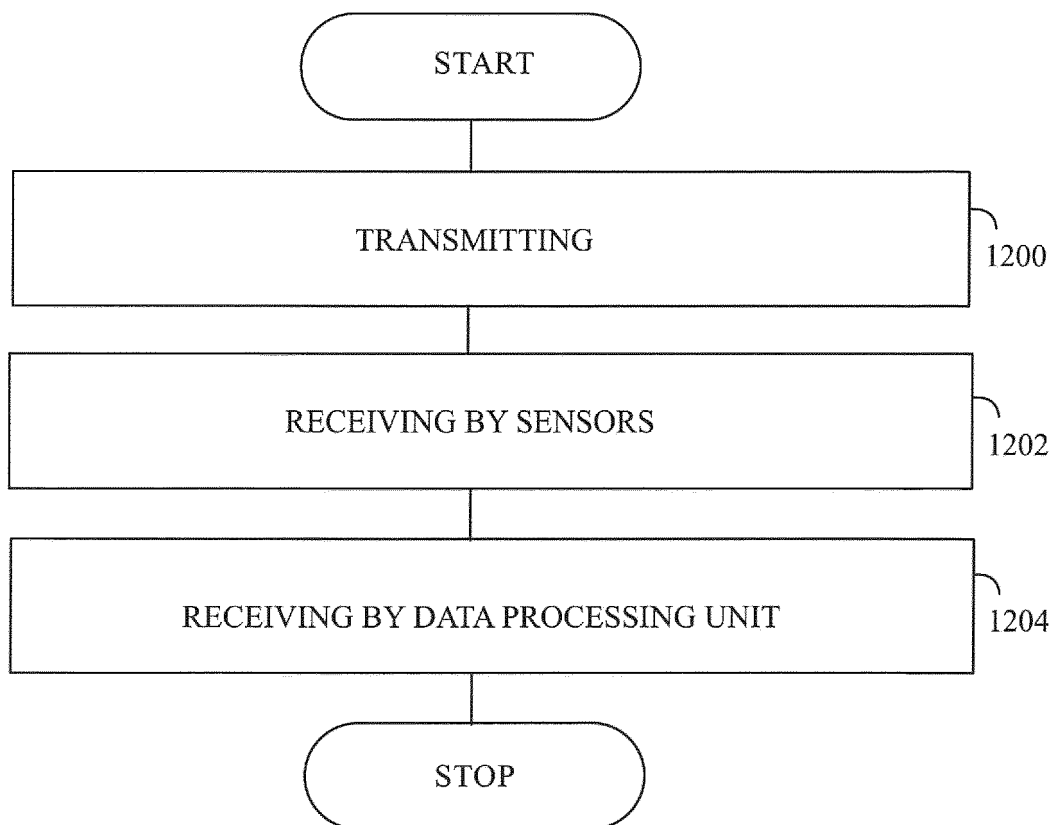 START
TRANSMITTING
1200
RECEIVING BY SENSORS
1202
RECEIVING BY DATA PROCESSING UNIT
1204
STOP